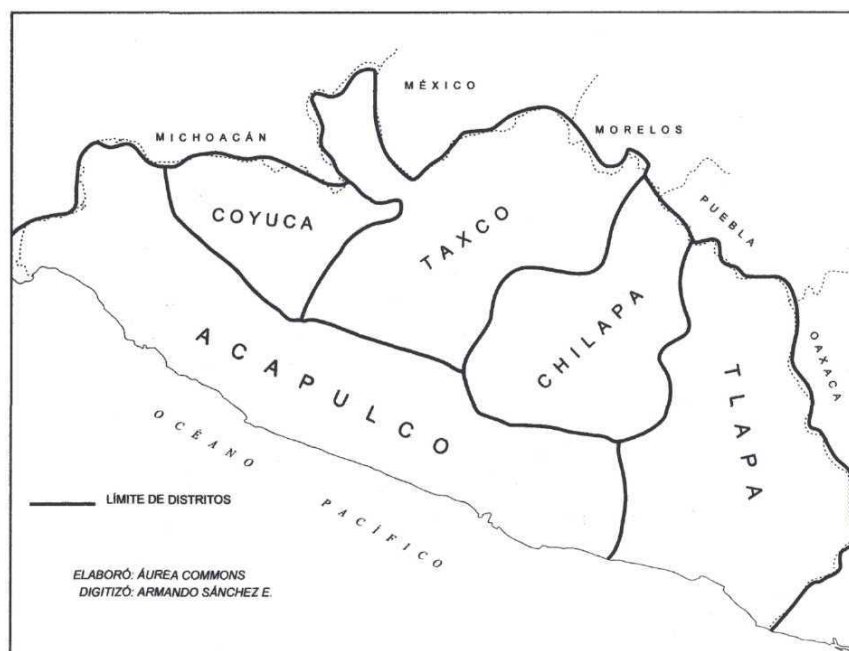 MÉXICO
MICHOACÁN
MORELOS
COYUCA
TAXCO
PUEBLA
CHILAPA
OAXACA
ACAPULCO
TLAPA
OCÉANO
PACÍFICO
LÍMITE DE DISTRITOS
ELABORÓ: ÁUREA COMMONS
DIGITIZÓ: ARMANDO SÁNCHEZ E.